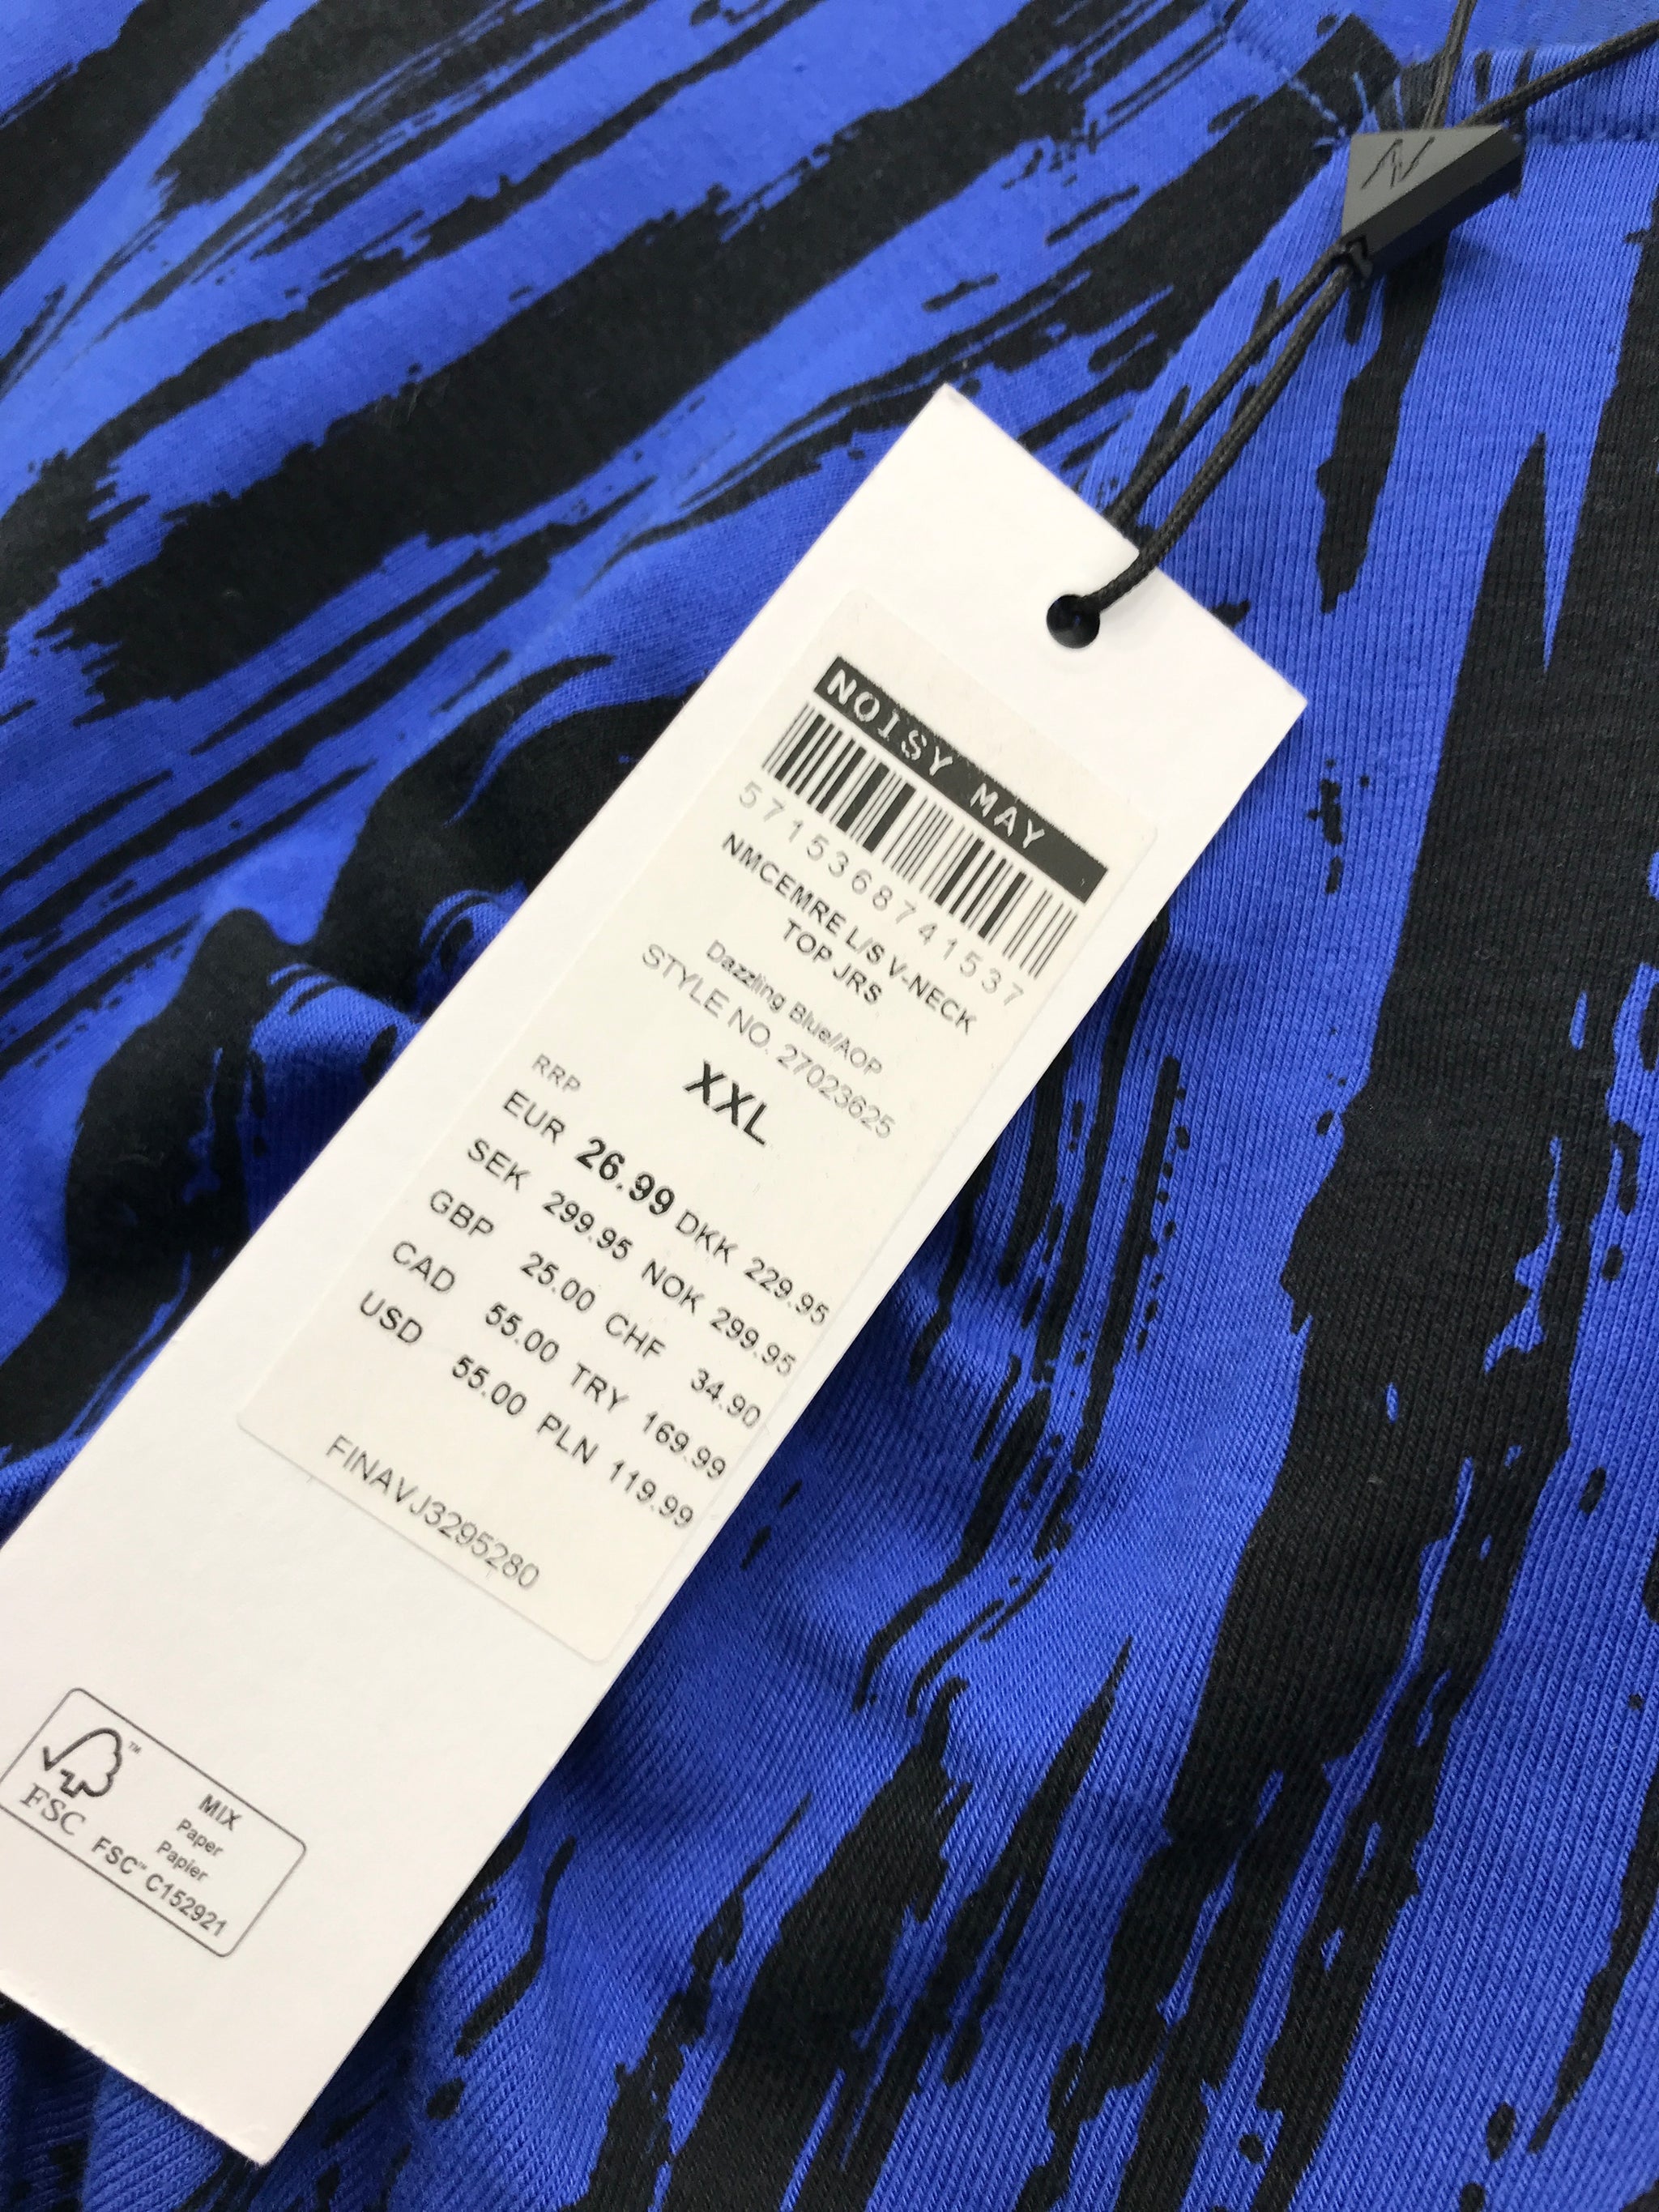 N
NOISY MAY
5715368741537
NMCEMRE L/S V-NECK
TOP JRS
Dazzling Blue/AOP
STYLE NO. 27023625
XXL
RRP
EUR 26.99 DKK 229.95
SEK 299.95 NOK 299.95
GBP 25.00 CHF 34.90
CAD 55.00 TRY 169.99
USD 55.00 PLN 119.99
FINAVJ3295280
™
FSC
MIX
Paper
Papier
FSC™ C152921